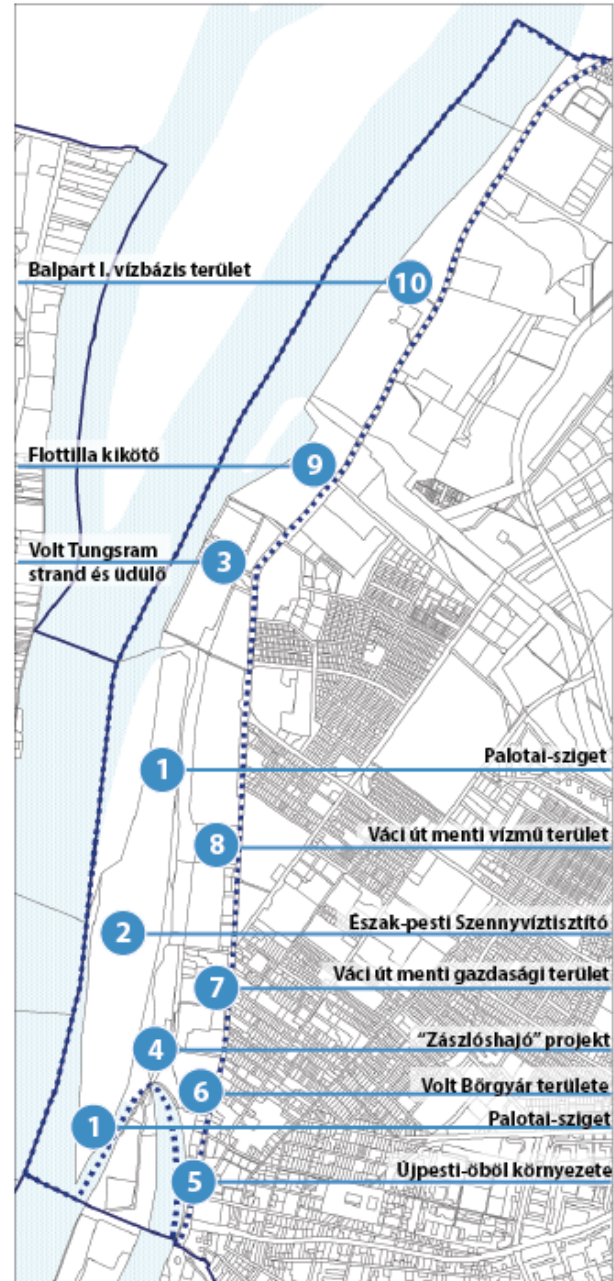 Balpart I. vízbázis terület
10
Flottilla kikötő
9
Volt Tungsram
strand és üdülő
3
1
Palotai-sziget
8
Váci út menti vízmű terület
2
Észak-pesti Szennyvíztisztító
7
Váci út menti gazdasági terület
4
"Zászlóshajó" projekt
6
Volt Bőrgyár területe
1
Palotai-sziget
5
Újpesti-öböl környezete